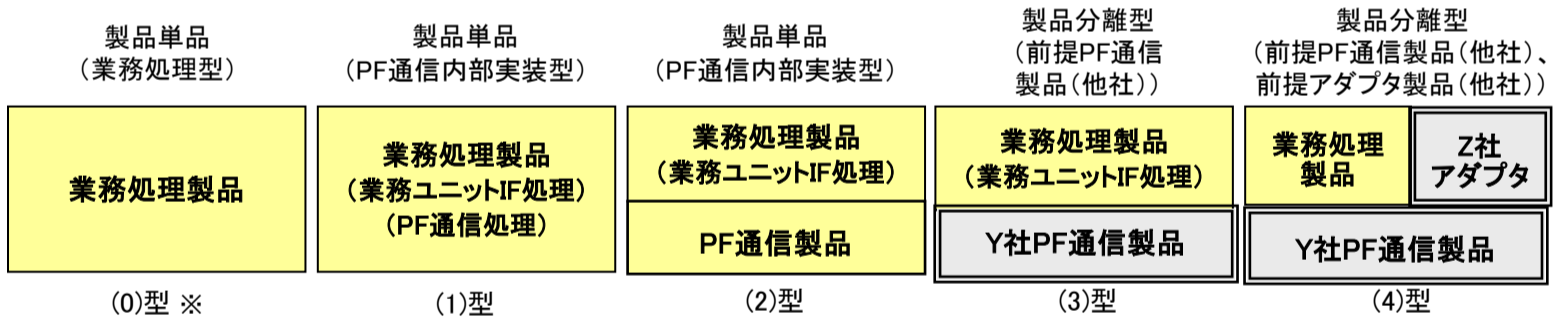 製品単品
（業務処理型）
業務処理製品
(0)型 ※
製品単品
（PF通信内部実装型）
業務処理製品
（業務ユニットIF処理）
(PF通信処理)
(1)型
製品単品
（PF通信内部実装型）
業務処理製品
（業務ユニットIF処理）
PF通信製品
(2)型
製品分離型
（前提PF通信
製品（他社））
業務処理製品
（業務ユニットIF処理）
Y社PF通信製品
(3)型
製品分離型
（前提PF通信製品（他社）、
前提アダプタ製品（他社））
業務処理
製品
Z社
アダプタ
Y社PF通信製品
(4)型